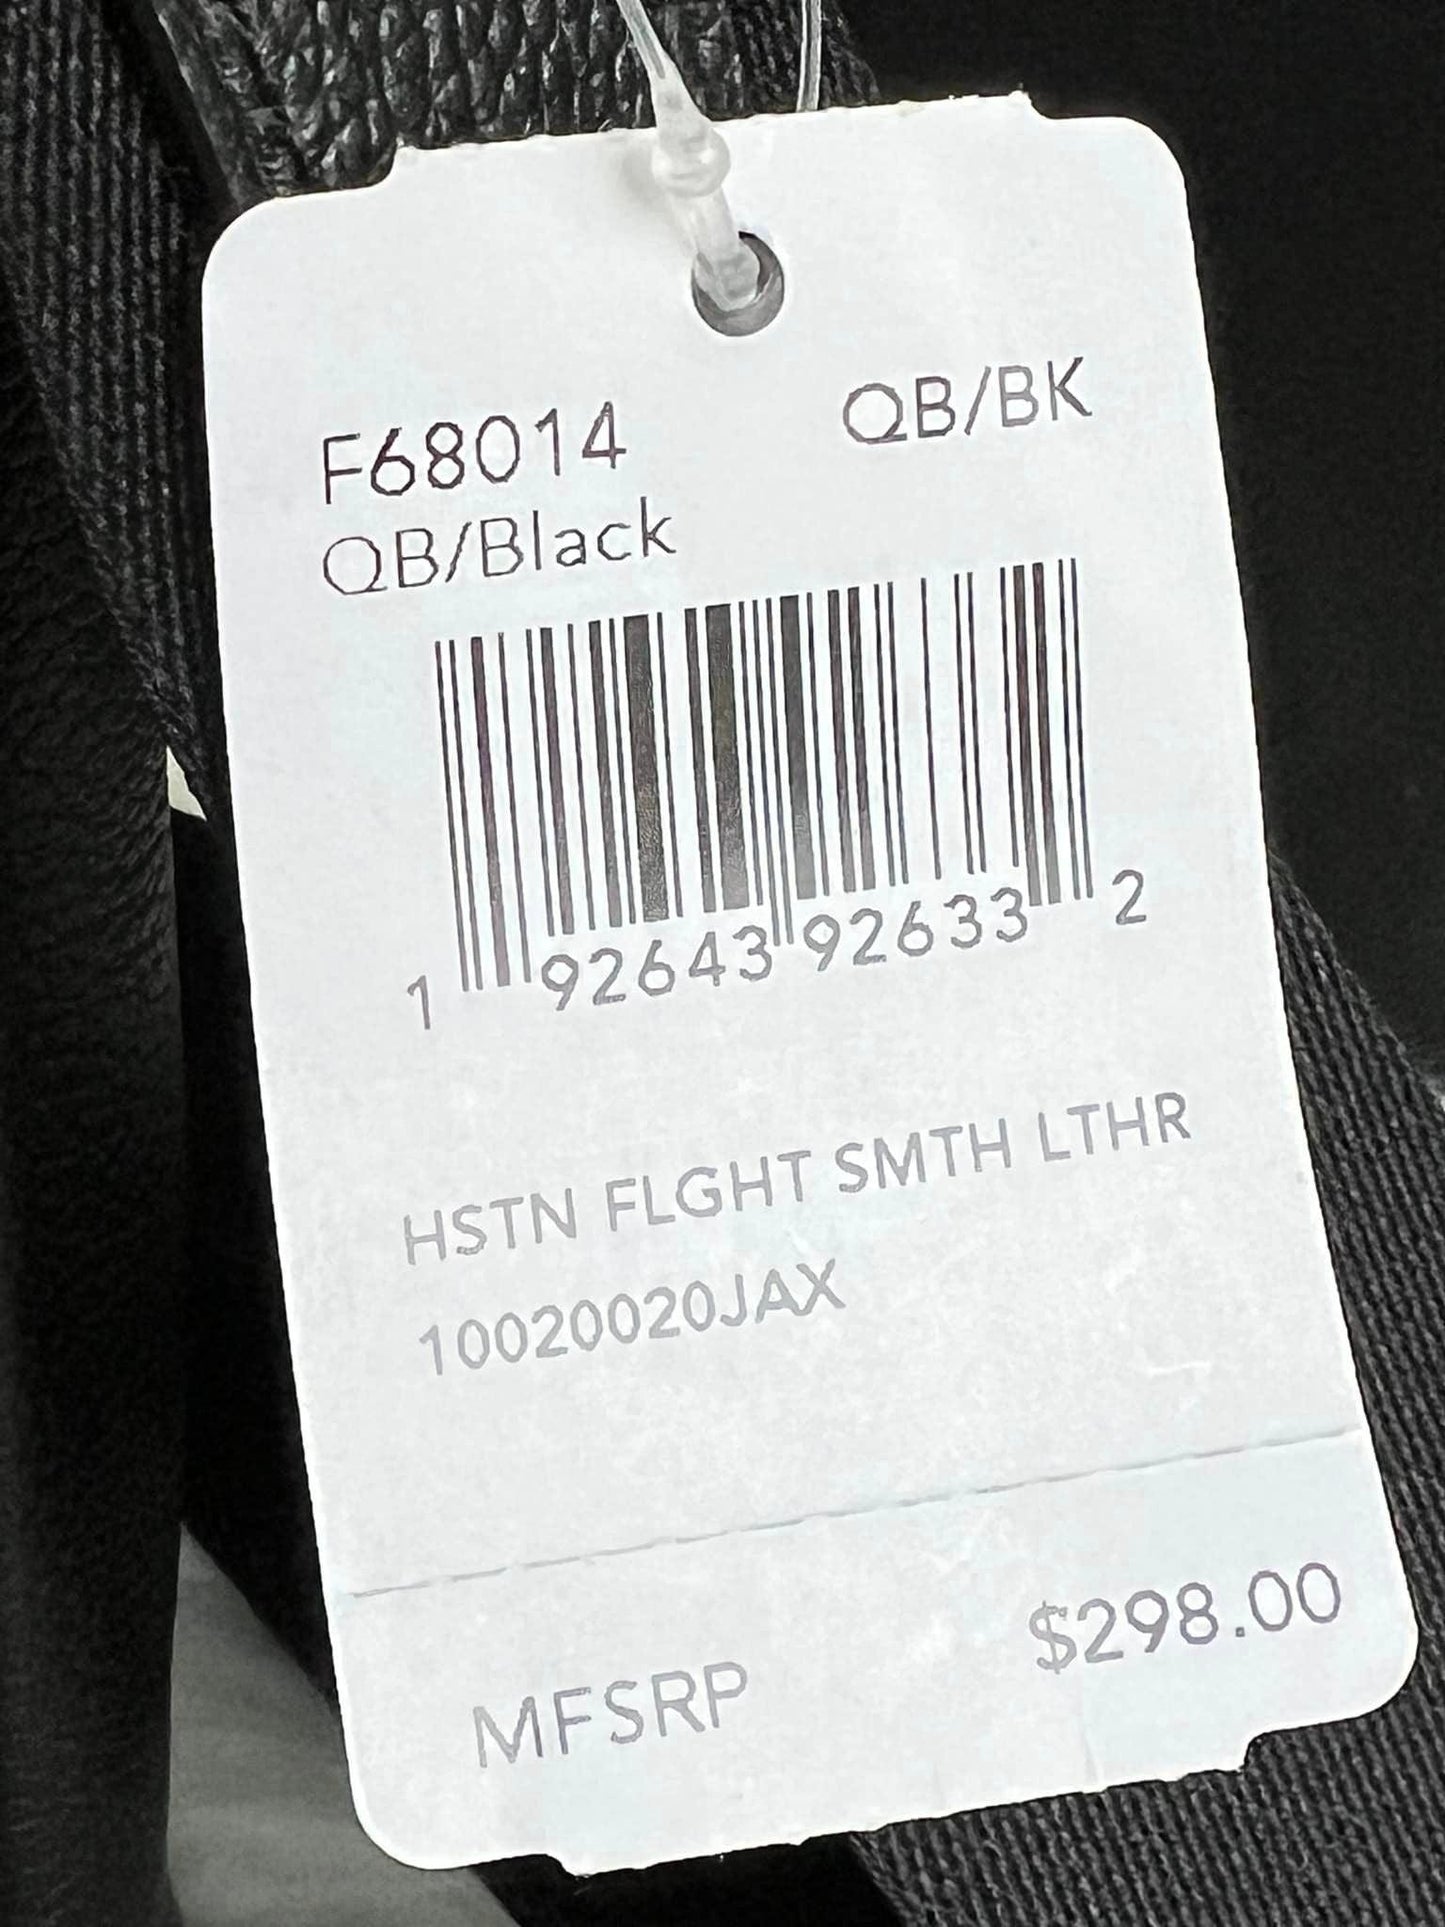 F68014 QB/BK
QB/Black
1 92643 92633 2
HSTN FLGHT SMTH LTHR
10020020JAX
MFSRP $298.00